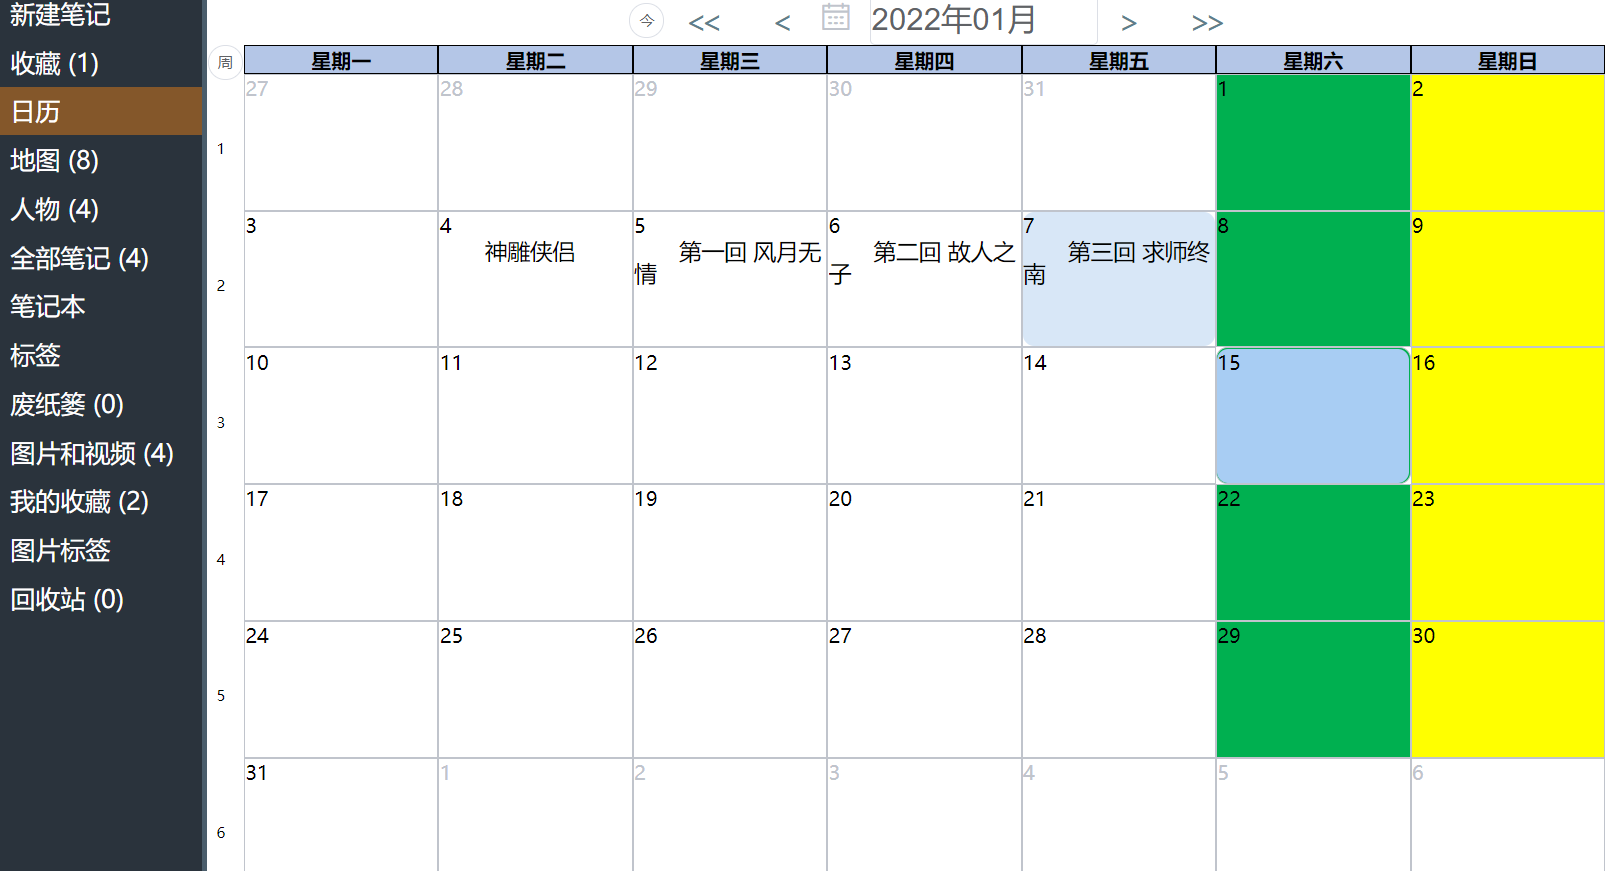 新建笔记
收藏 (1)
日历
地图 (8)
人物 (4)
全部笔记 (4)
笔记本
标签
废纸篓 (0)
图片和视频 (4)
我的收藏 (2)
图片标签
回收站 (0)
今 << < 2022年01月 > >>
周 星期一 星期二 星期三 星期四 星期五 星期六 星期日
27 28 29 30 31 1 2
1
3 4 5 6 7 8 9
神雕侠侣 第一回 风月无 第二回 故人之 第三回 求师终
情 子 南
2
10 11 12 13 14 15 16
3
17 18 19 20 21 22 23
4
24 25 26 27 28 29 30
5
31 1 2 3 4 5 6
6